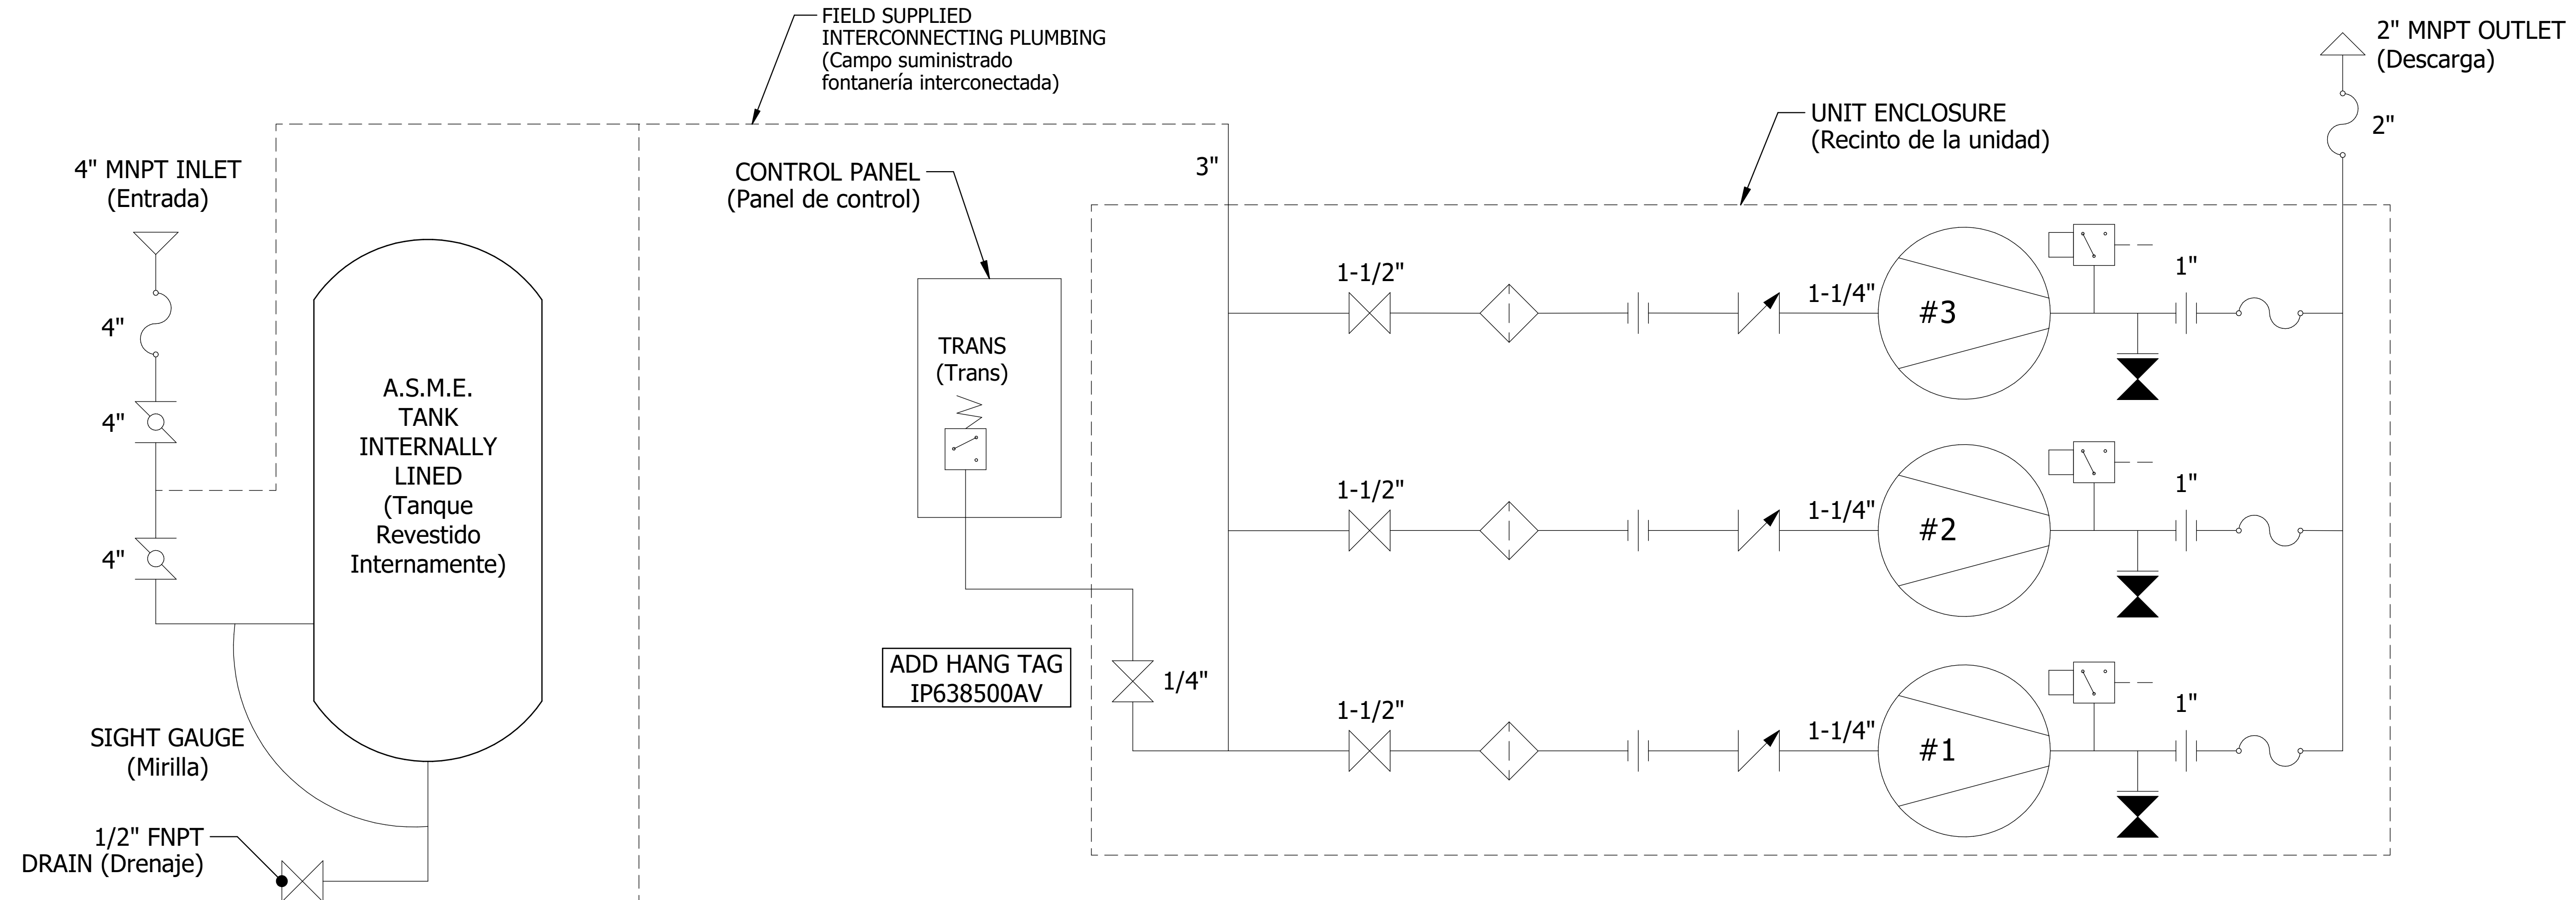 FIELD SUPPLIED
INTERCONNECTING PLUMBING
(Campo suministrado
fontanería interconectada)
2" MNPT OUTLET
(Descarga)
2"
UNIT ENCLOSURE
(Recinto de la unidad)
4" MNPT INLET
(Entrada)
3"
CONTROL PANEL
(Panel de control)
4"
4"
4"
A.S.M.E.
TANK
INTERNALLY
LINED
(Tanque
Revestido
Internamente)
TRANS
(Trans)
1-1/2"
1-1/4"
#3
1"
1-1/2"
1-1/4"
#2
1"
ADD HANG TAG
IP638500AV
1/4"
1-1/2"
1-1/4"
#1
1"
SIGHT GAUGE
(Mirilla)
1/2" FNPT
DRAIN (Drenaje)